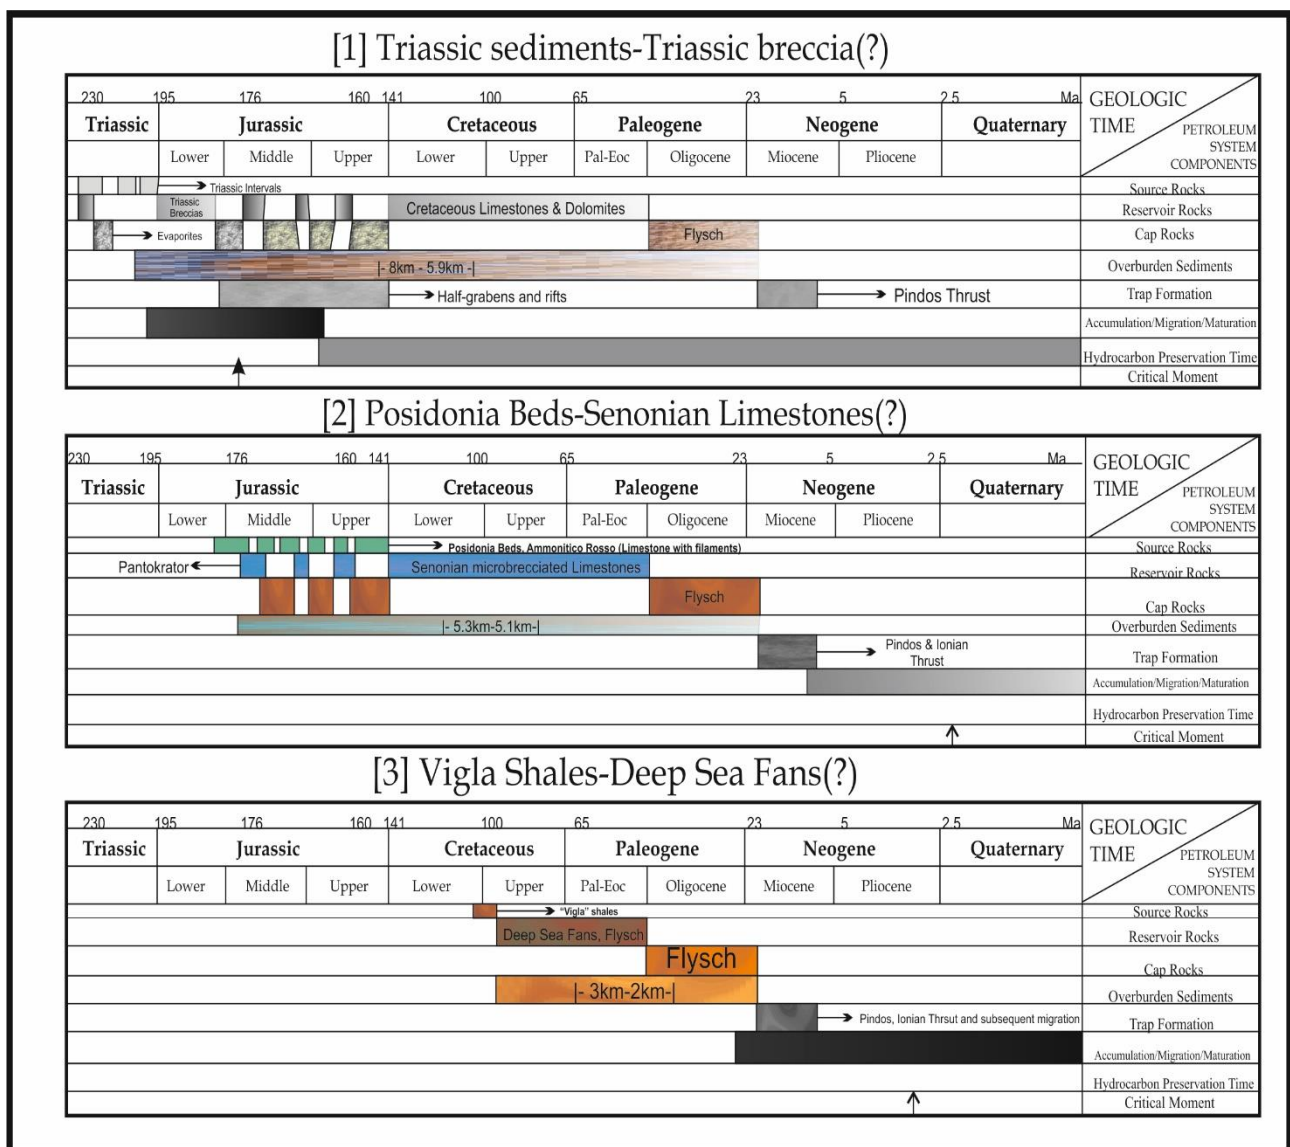 [1] Triassic sediments-Triassic breccia(?)
230 195 176 160 141 100 65 23 5 2.5 Ma
GEOLOGIC
TIME
PETROLEUM
SYSTEM
COMPONENTS
Triassic Jurassic Cretaceous Paleogene Neogene Quaternary
Lower Middle Upper Lower Upper Pal-Eoc Oligocene Miocene Pliocene
Triassic Intervals
Source Rocks
Triassic
Breccias
Cretaceous Limestones & Dolomites
Reservoir Rocks
Evaporites
Flysch
Cap Rocks
|- 8km - 5.9km -|
Overburden Sediments
Half-grabens and rifts
Pindos Thrust
Trap Formation
Accumulation/Migration/Maturation
Hydrocarbon Preservation Time
Critical Moment
[2] Posidonia Beds-Senonian Limestones(?)
230 195 176 160 141 100 65 23 5 2.5 Ma
GEOLOGIC
TIME
PETROLEUM
SYSTEM
COMPONENTS
Triassic Jurassic Cretaceous Paleogene Neogene Quaternary
Lower Middle Upper Lower Upper Pal-Eoc Oligocene Miocene Pliocene
Posidonia Beds. Ammonitico Rosso (Limestone with filaments)
Source Rocks
Pantokrator
Senonian microbrecciated Limestones
Reservoir Rocks
Flysch
Cap Rocks
|- 5.3km-5.1km-|
Overburden Sediments
Pindos & Ionian
Thrust
Trap Formation
Accumulation/Migration/Maturation
Hydrocarbon Preservation Time
Critical Moment
[3] Vigla Shales-Deep Sea Fans(?)
230 195 176 160 141 100 65 23 5 2.5 Ma
GEOLOGIC
TIME
PETROLEUM
SYSTEM
COMPONENTS
Triassic Jurassic Cretaceous Paleogene Neogene Quaternary
Lower Middle Upper Lower Upper Pal-Eoc Oligocene Miocene Pliocene
"Vigla" shales
Source Rocks
Deep Sea Fans, Flysch
Reservoir Rocks
Flysch
Cap Rocks
|- 3km-2km-|
Overburden Sediments
Pindos, Ionian Thrsut and subsequent migration
Trap Formation
Accumulation/Migration/Maturation
Hydrocarbon Preservation Time
Critical Moment